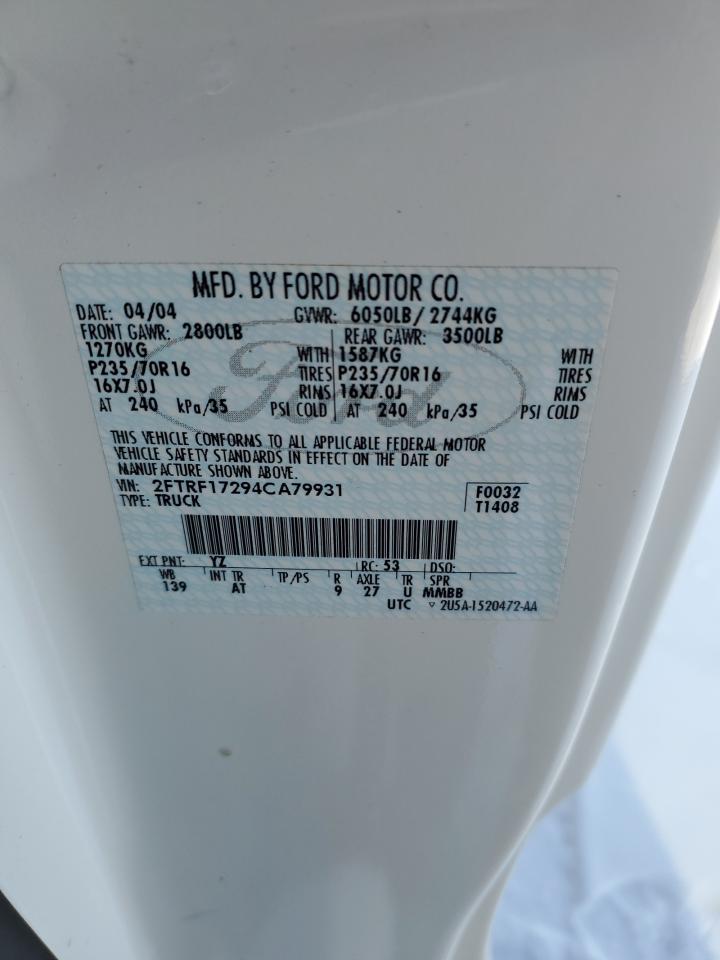 MFD. BY FORD MOTOR CO.
DATE: 04/04 GVWR: 6050LB/ 2744KG
FRONT GAWR: 2800LB REAR GAWR: 3500LB
1270KG WITH 1587KG WITH
P235/70R16 TIRES P235/70R16 TIRES
16X7.0J RIMS 16X7.0J RIMS
AT 240 kPa/35 PSI COLD AT 240 kPa/35 PSI COLD
Ford
THIS VEHICLE CONFORMS TO ALL APPLICABLE FEDERAL MOTOR
VEHICLE SAFETY STANDARDS IN EFFECT ON THE DATE OF
MANUFACTURE SHOWN ABOVE.
VIN: 2FTRF17294CA79931 F0032
TYPE: TRUCK T1408
EXT PNT: YZ RC: 53 DSO:
WB INT TR TP/PS R AXLE TR SPR
139 AT 9 27 U MMBB
UTC ▽ 2U5A-1520472-AA